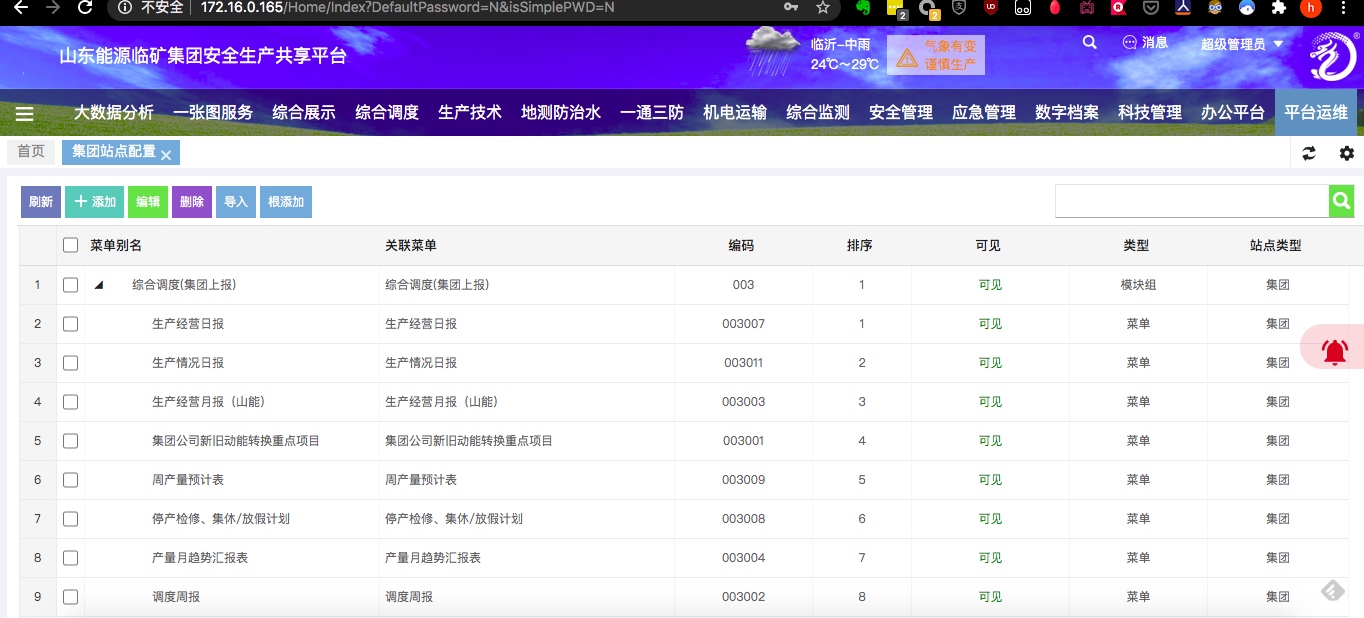 不安全 172.16.0.165/Home/Index?DefaultPassword=N&isSimplePWD=N
2
2
UD
R
h
山东能源临矿集团安全生产共享平台
临沂-中雨
24℃～29℃
气象有变
谨慎生产
消息
超级管理员
大数据分析 一张图服务 综合展示 综合调度 生产技术 地测防治水 一通三防 机电运输 综合监测 安全管理 应急管理 数字档案 科技管理 办公平台 平台运维
首页 集团站点配置
刷新 添加 编辑 删除 导入 根添加
菜单别名 关联菜单 编码 排序 可见 类型 站点类型
1 综合调度(集团上报) 综合调度(集团上报) 003 1 可见 模块组 集团
2 生产经营日报 生产经营日报 003007 1 可见 菜单 集团
3 生产情况日报 生产情况日报 003011 2 可见 菜单 集团
4 生产经营月报（山能） 生产经营月报（山能） 003003 3 可见 菜单 集团
5 集团公司新旧动能转换重点项目 集团公司新旧动能转换重点项目 003001 4 可见 菜单 集团
6 周产量预计表 周产量预计表 003009 5 可见 菜单 集团
7 停产检修、集休/放假计划 停产检修、集休/放假计划 003008 6 可见 菜单 集团
8 产量月趋势汇报表 产量月趋势汇报表 003004 7 可见 菜单 集团
9 调度周报 调度周报 003002 8 可见 菜单 集团